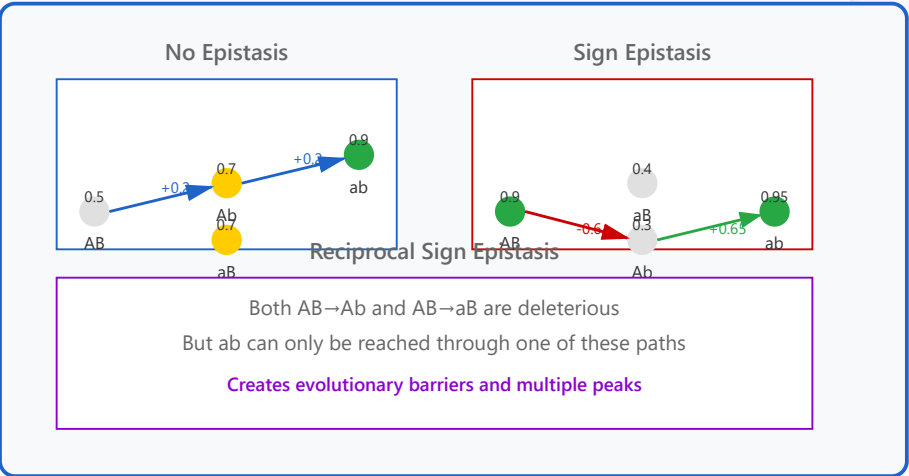 No Epistasis
0.5
AB
+0.2
0.7
Ab
0.7
aB
+0.2
0.9
ab
Sign Epistasis
0.9
AB
-0.6
0.4
aB
0.3
Ab
+0.65
0.95
ab
Reciprocal Sign Epistasis
Both AB→Ab and AB→aB are deleterious
But ab can only be reached through one of these paths
Creates evolutionary barriers and multiple peaks